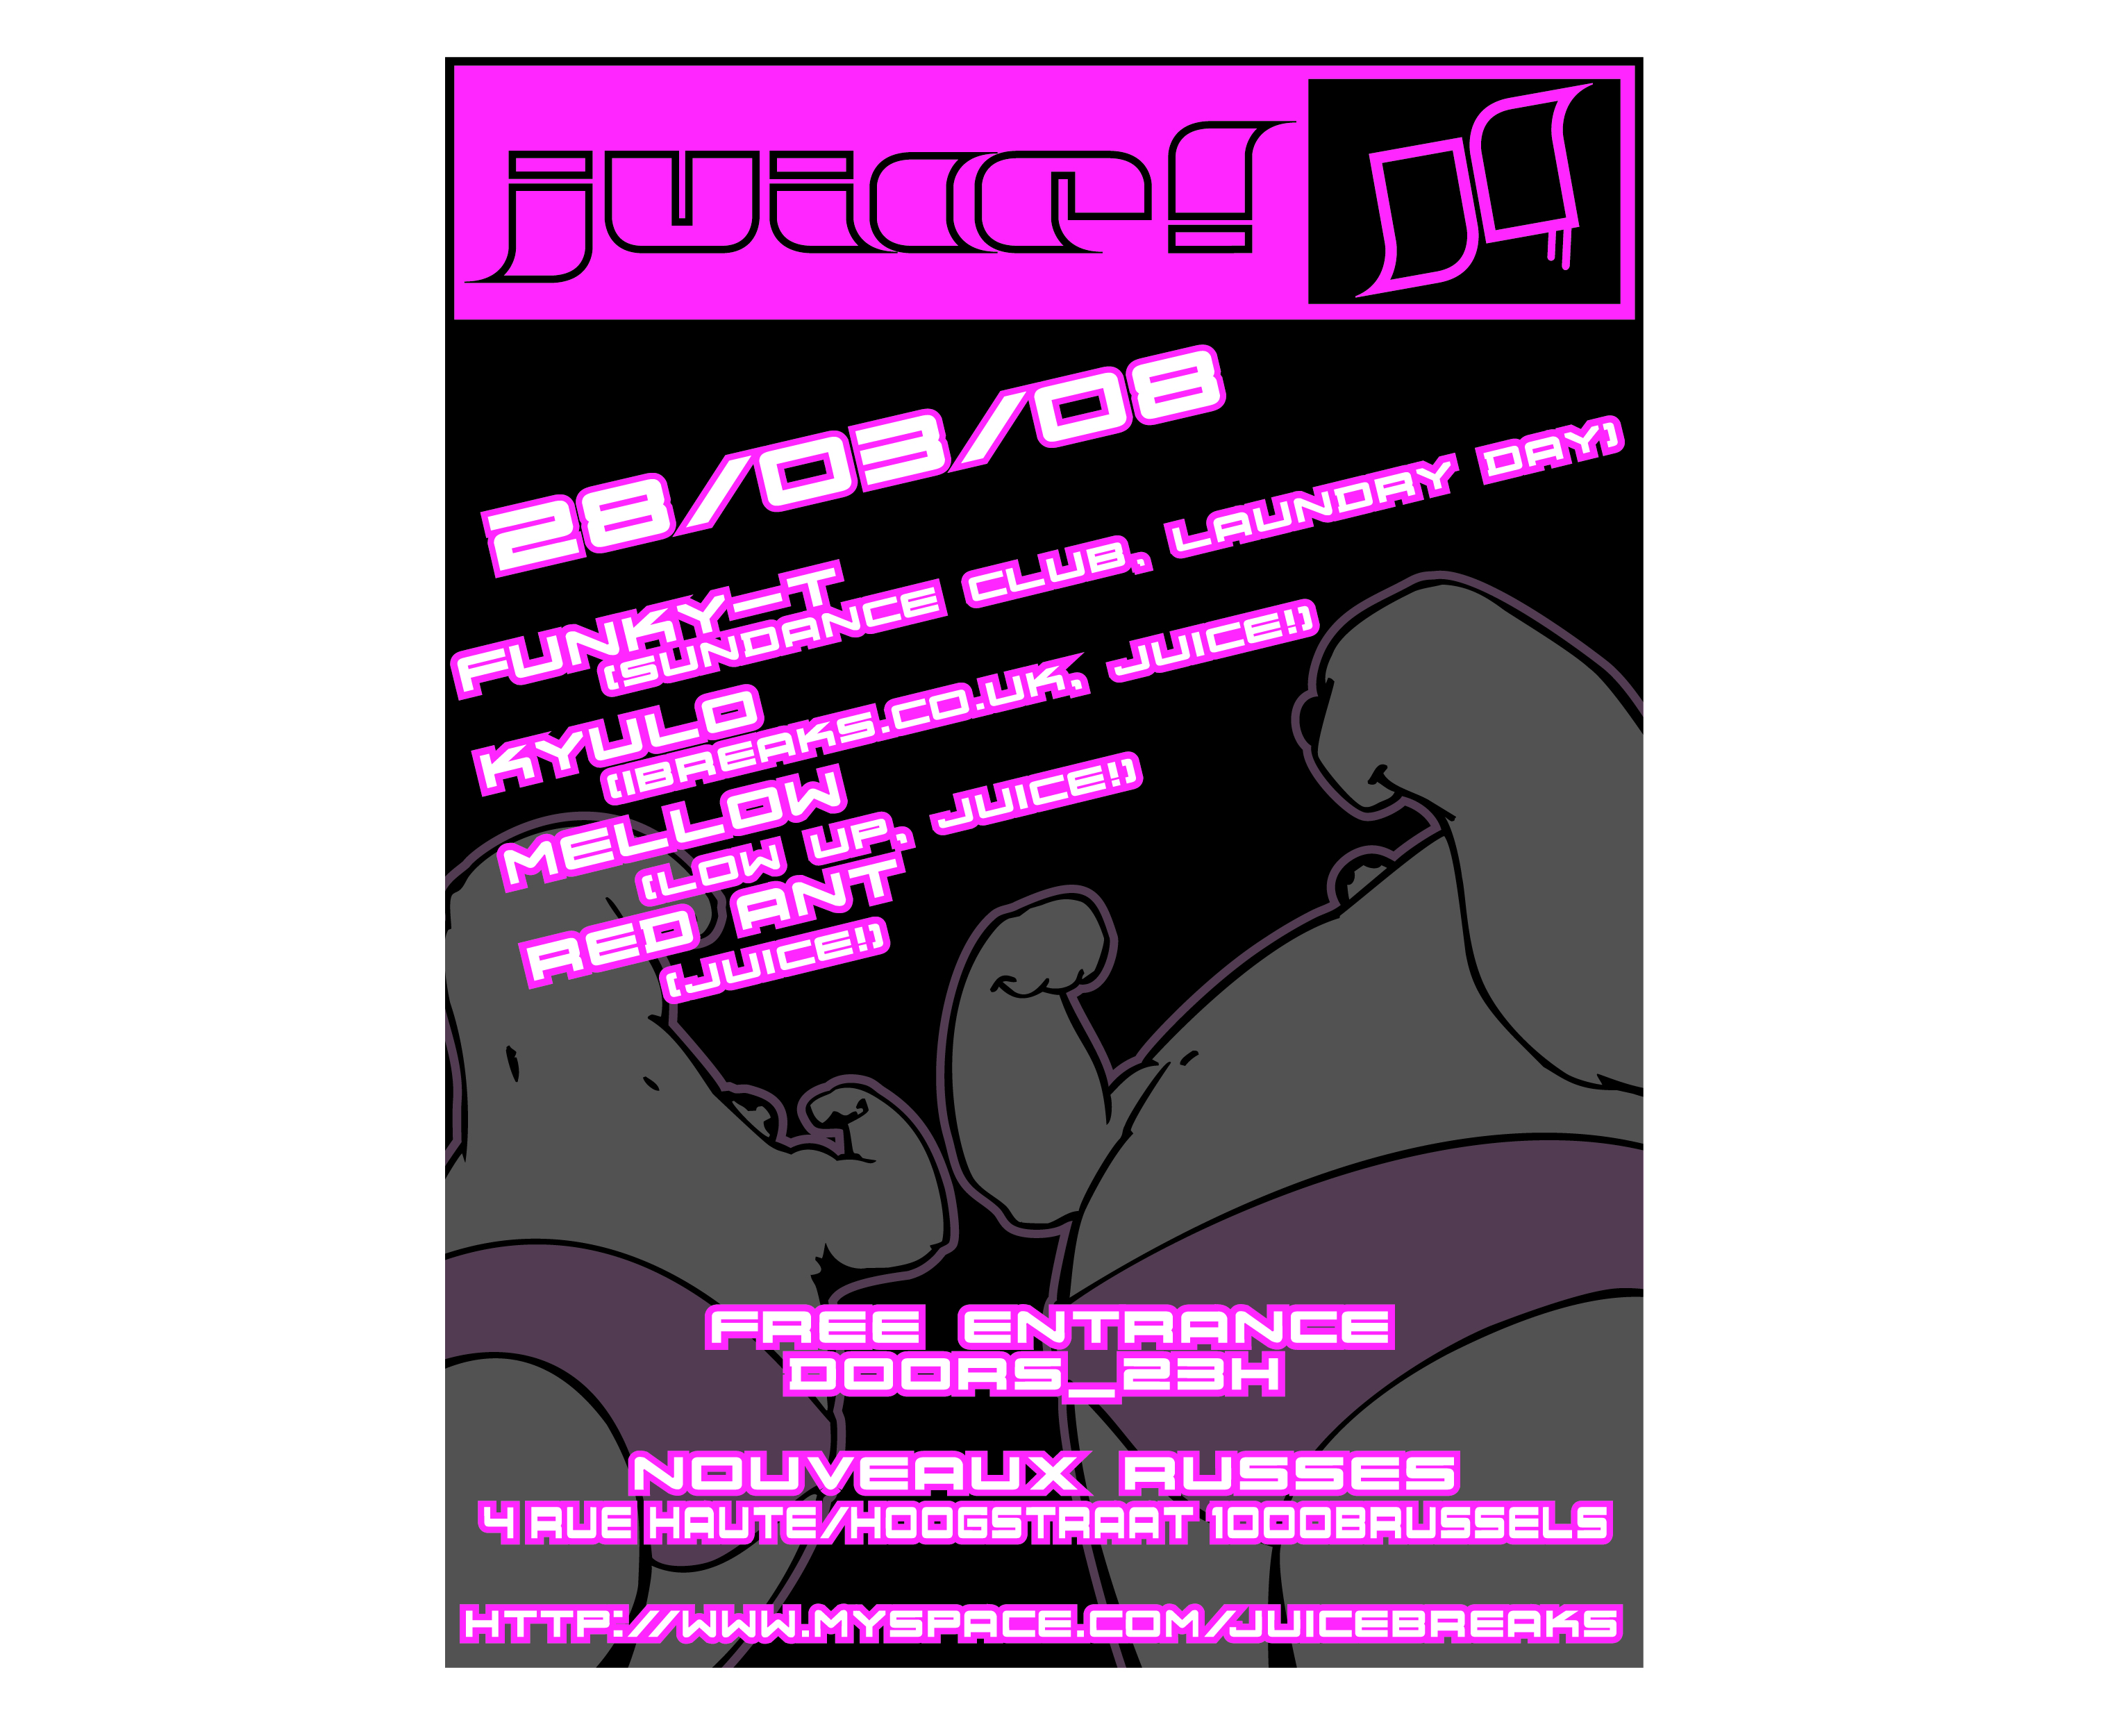 juice!
28/03/08
FUNKY-T
(SUNDANCE CLUB, LAUNDRY DAY)
KYULO
(IBREAKS.CO.UK, JUICE!)
MELLOW
(LOW UP, JUICE!)
RED ANT
(JUICE!)
FREE ENTRANCE
DOORS_23H
NOUVEAUX RUSSES
4 RUE HAUTE/HOOGSTRAAT 1000BRUSSELS
HTTP://WWW.MYSPACE.COM/JUICEBREAKS